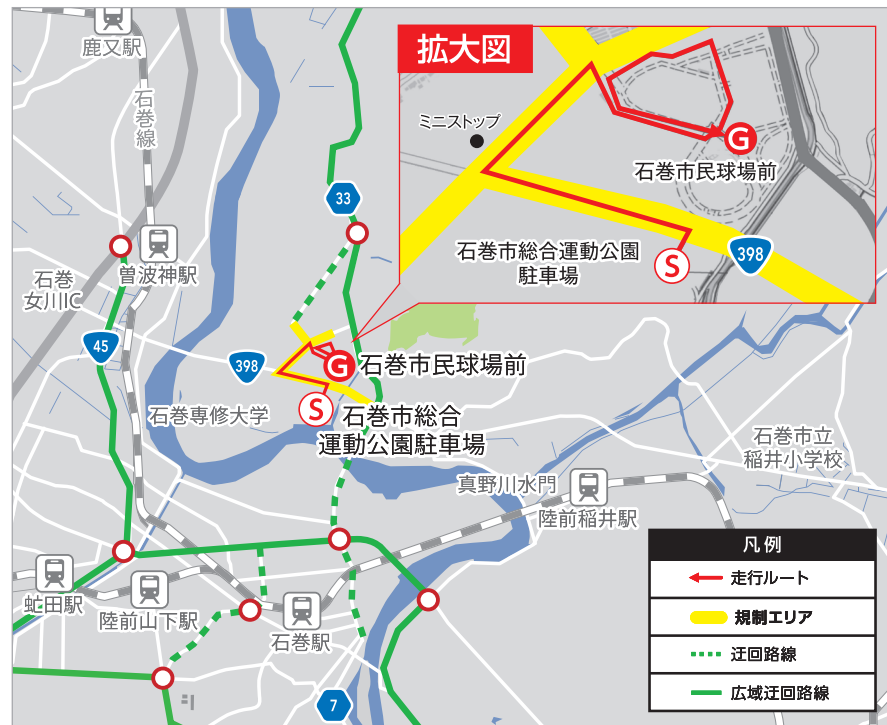 鹿又駅
石巻線
33
曽波神駅
石巻
女川IC
45
398
石巻専修大学
G
石巻市民球場前
S
石巻市総合
運動公園駐車場
真野川水門
陸前稲井駅
石巻市立
稲井小学校
蛇田駅
陸前山下駅
石巻駅
7
拡大図
ミニストップ
G
石巻市民球場前
石巻市総合運動公園
駐車場
S
398
凡例
走行ルート
規制エリア
迂回路線
広域迂回路線